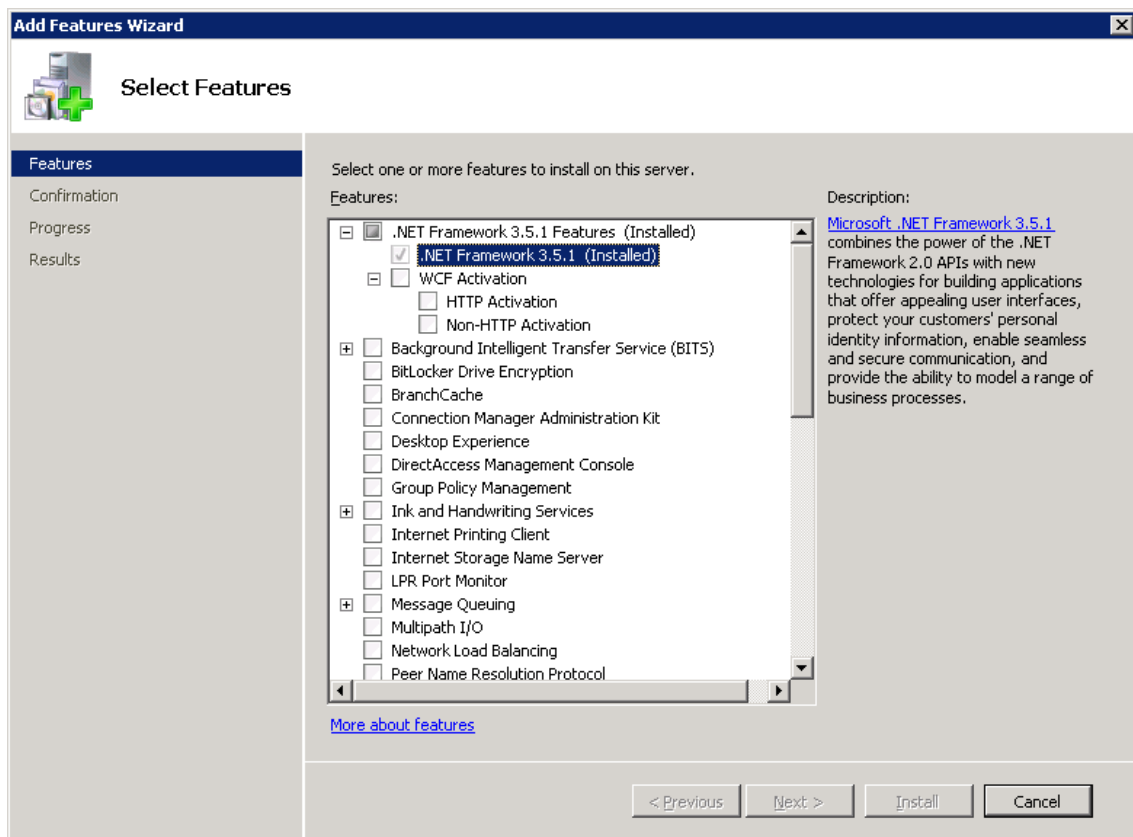 Add Features Wizard
Select Features
Features
Confirmation
Progress
Results
Select one or more features to install on this server.
Features:
.NET Framework 3.5.1 Features (Installed)
.NET Framework 3.5.1 (Installed)
WCF Activation
HTTP Activation
Non-HTTP Activation
Background Intelligent Transfer Service (BITS)
BitLocker Drive Encryption
BranchCache
Connection Manager Administration Kit
Desktop Experience
DirectAccess Management Console
Group Policy Management
Ink and Handwriting Services
Internet Printing Client
Internet Storage Name Server
LPR Port Monitor
Message Queuing
Multipath I/O
Network Load Balancing
Peer Name Resolution Protocol
More about features
Description:
Microsoft .NET Framework 3.5.1
combines the power of the .NET
Framework 2.0 APIs with new
technologies for building applications
that offer appealing user interfaces,
protect your customers' personal
identity information, enable seamless
and secure communication, and
provide the ability to model a range of
business processes.
< Previous
Next >
Install
Cancel